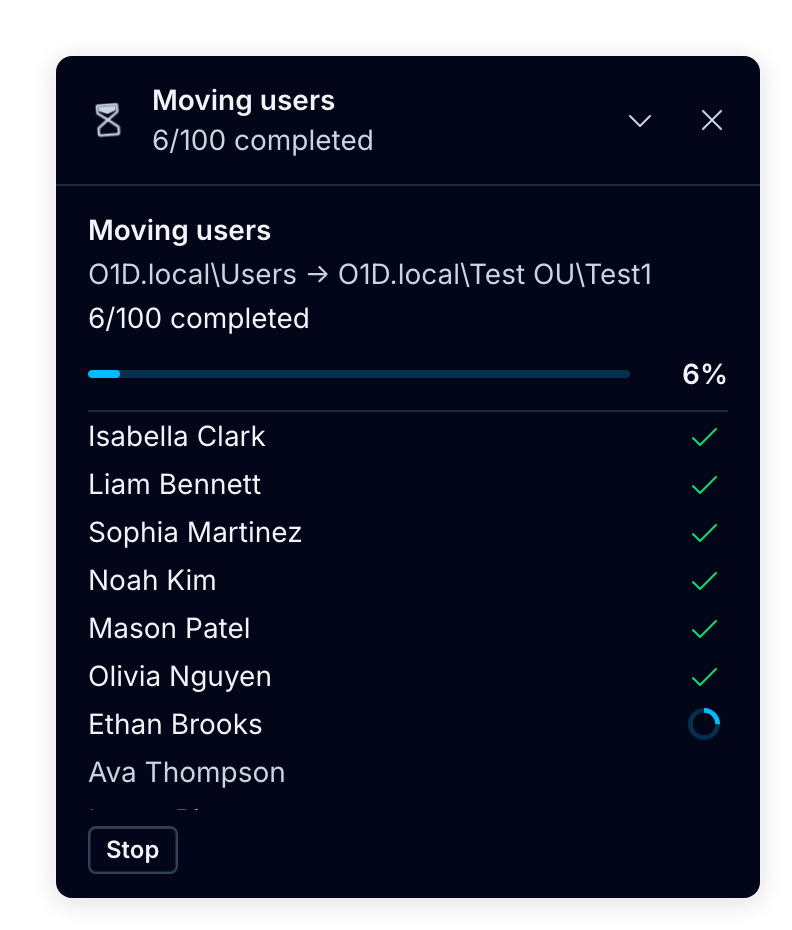 Moving users
6/100 completed
Moving users
O1D.local\Users → O1D.local\Test OU\Test1
6/100 completed
6%
Isabella Clark
Liam Bennett
Sophia Martinez
Noah Kim
Mason Patel
Olivia Nguyen
Ethan Brooks
Ava Thompson
Stop